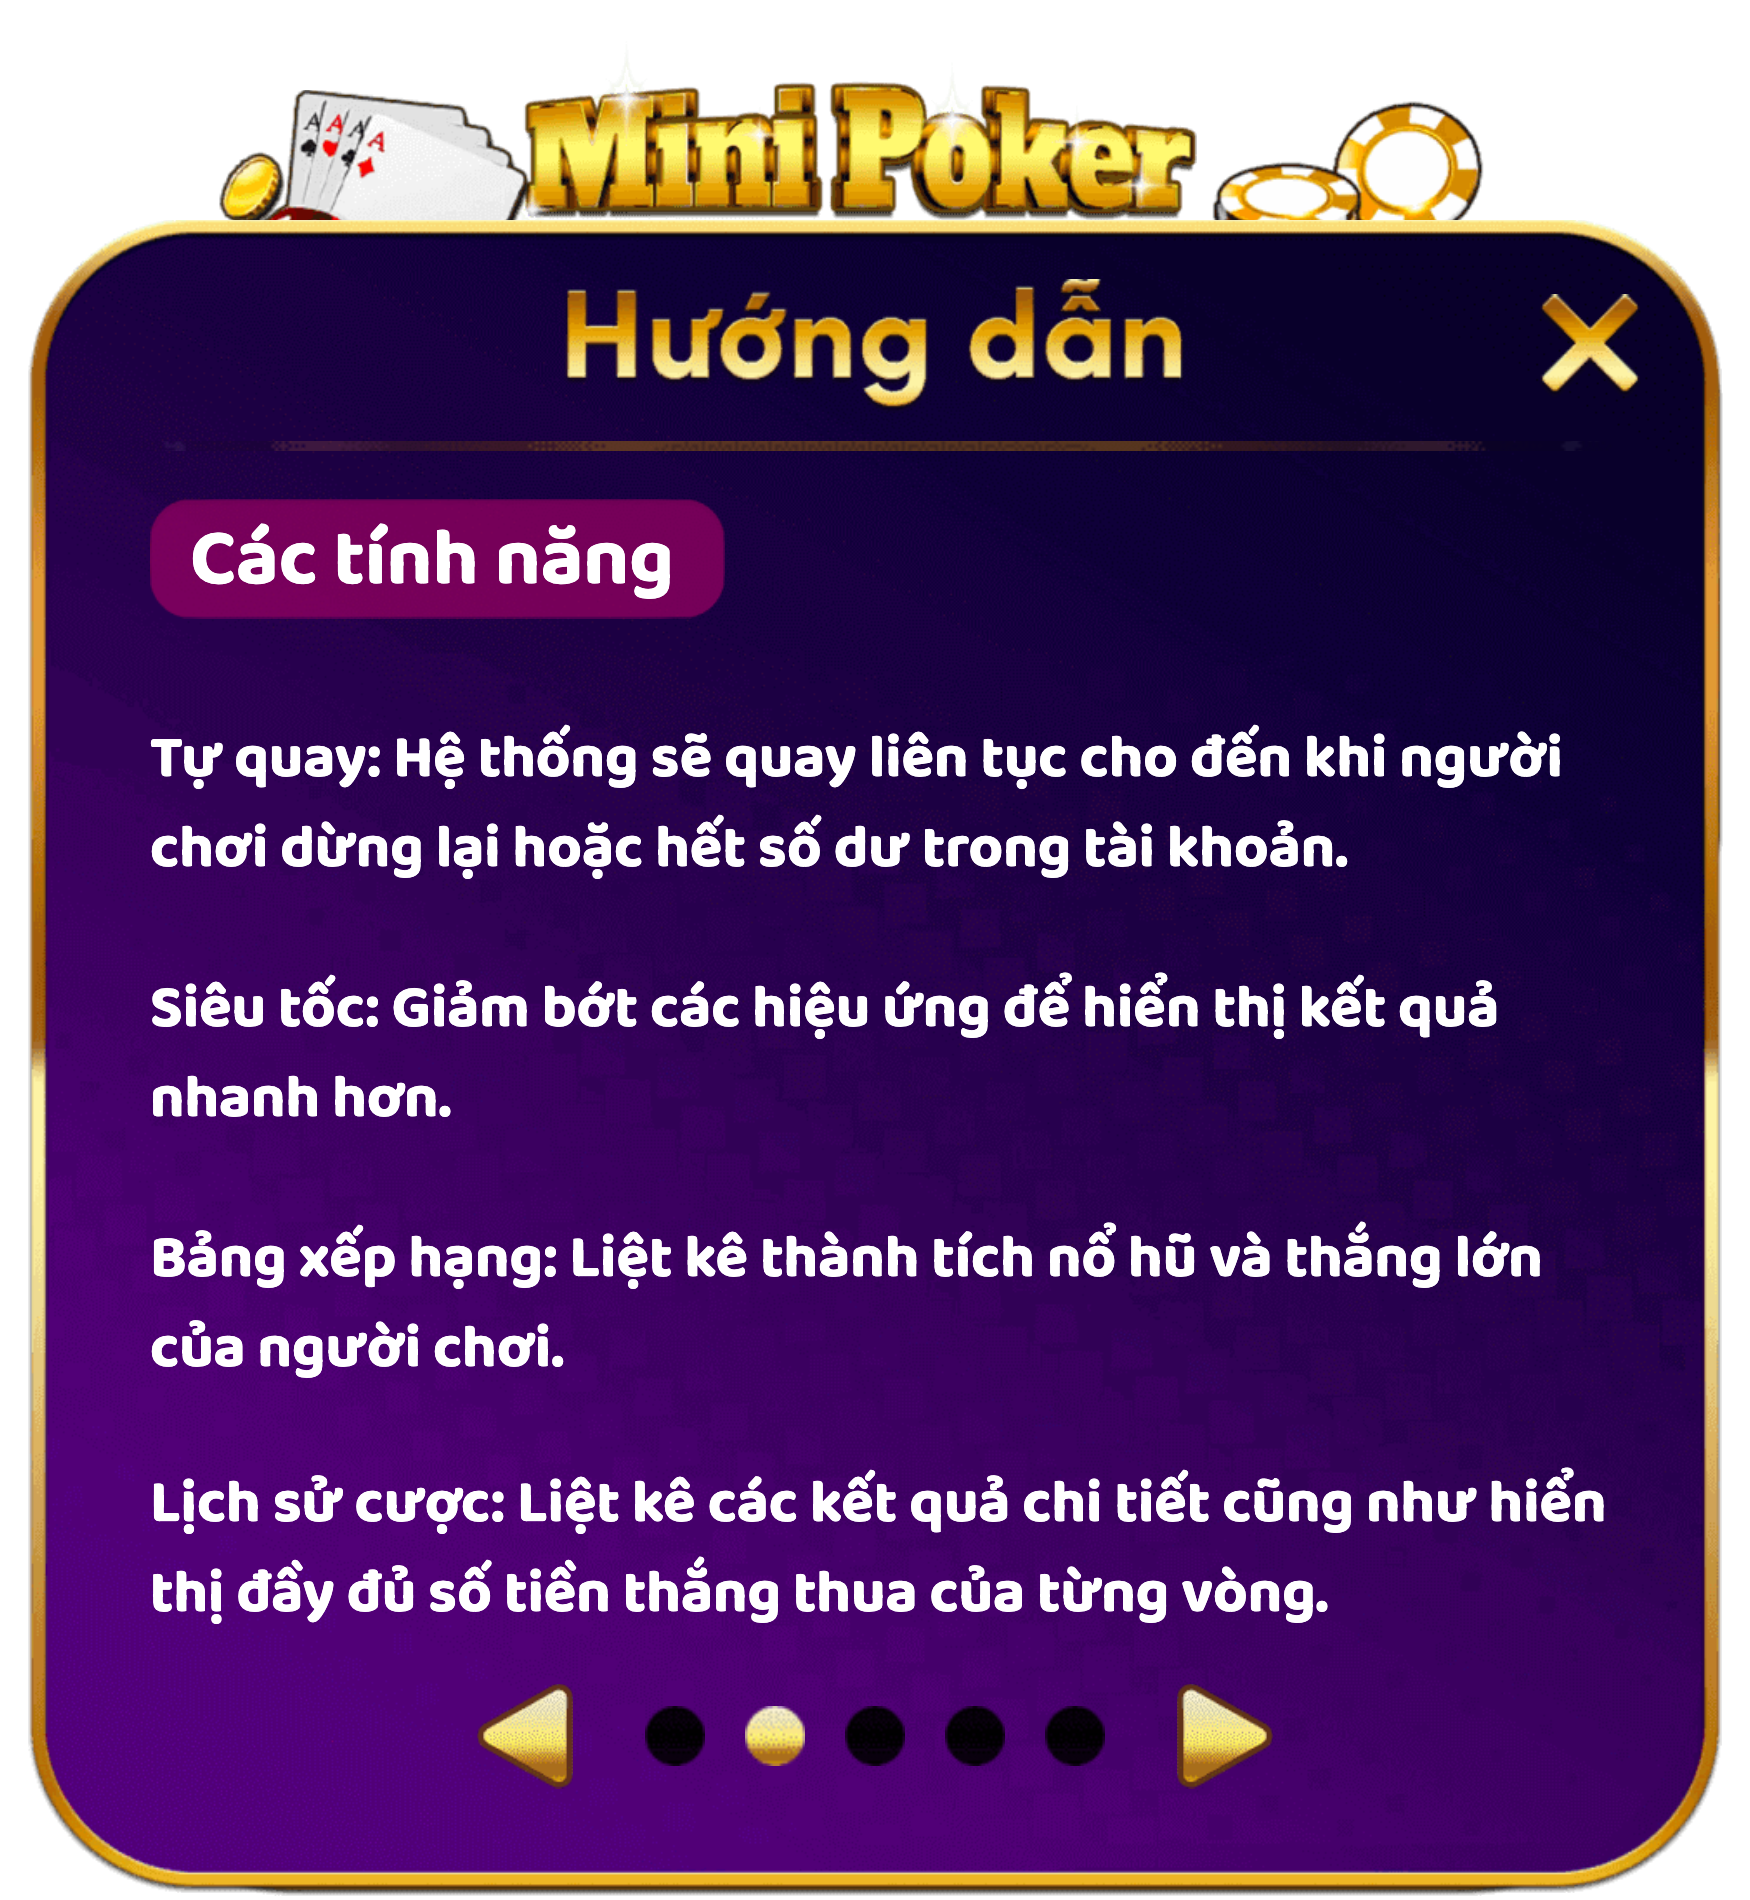 Mini Poker
Hướng dẫn
Các tính năng
Tự quay: Hệ thống sẽ quay liên tục cho đến khi người
chơi dừng lại hoặc hết số dư trong tài khoản.
Siêu tốc: Giảm bớt các hiệu ứng để hiển thị kết quả
nhanh hơn.
Bảng xếp hạng: Liệt kê thành tích nổ hũ và thắng lớn
của người chơi.
Lịch sử cược: Liệt kê các kết quả chi tiết cũng như hiển
thị đầy đủ số tiền thắng thua của từng vòng.